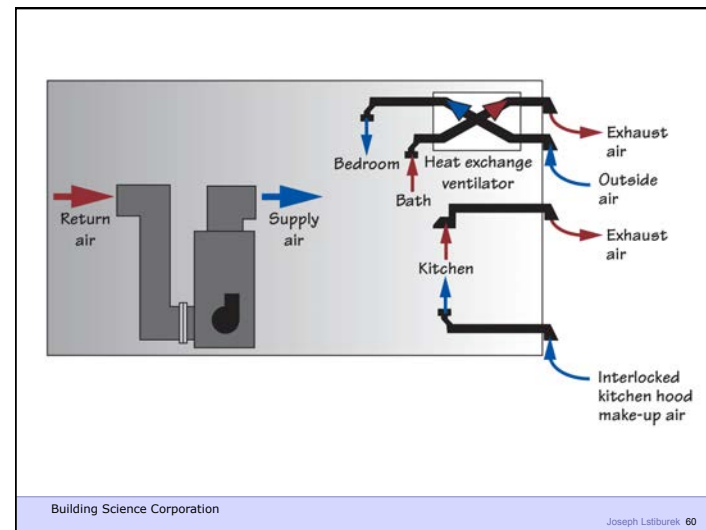 Return
air
Supply
air
Bedroom
Bath
Heat exchange
ventilator
Exhaust
air
Outside
air
Kitchen
Exhaust
air
Interlocked
kitchen hood
make-up air
Building Science Corporation
Joseph Lstiburek 60